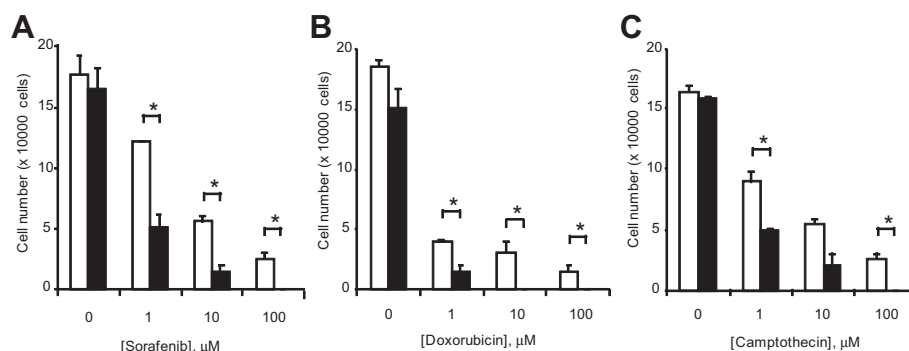 A
Cell number (x 10000 cells)
20
15
10
5
0
*
*
*
0 1 10 100
[Sorafenib], µM
B
Cell number (x 10000 cells)
20
15
10
5
0
*
*
*
0 1 10 100
[Doxorubicin], µM
C
Cell number (x 10000 cells)
20
15
10
5
0
*
*
0 1 10 100
[Camptothecin], µM